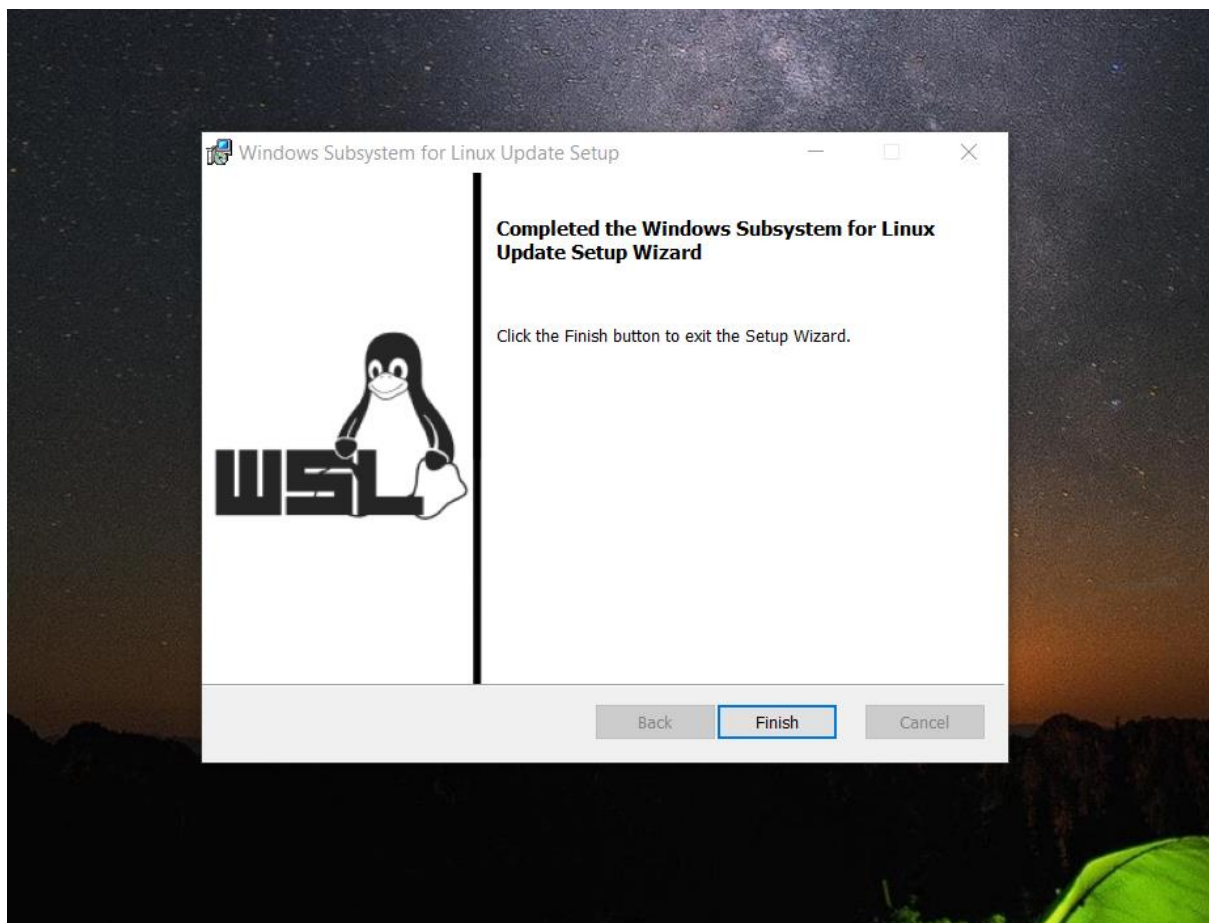 Windows Subsystem for Linux Update Setup
Completed the Windows Subsystem for Linux
Update Setup Wizard
Click the Finish button to exit the Setup Wizard.
WSL
Back Finish Cancel